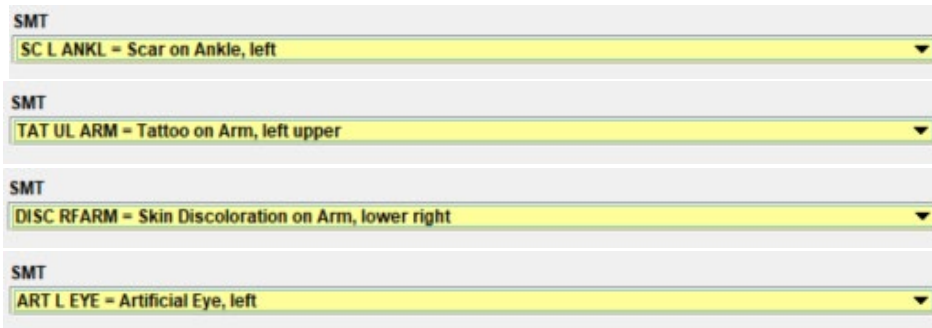 SMT
SC L ANKL = Scar on Ankle, left
SMT
TAT UL ARM = Tattoo on Arm, left upper
SMT
DISC RFARM = Skin Discoloration on Arm, lower right
SMT
ART L EYE = Artificial Eye, left